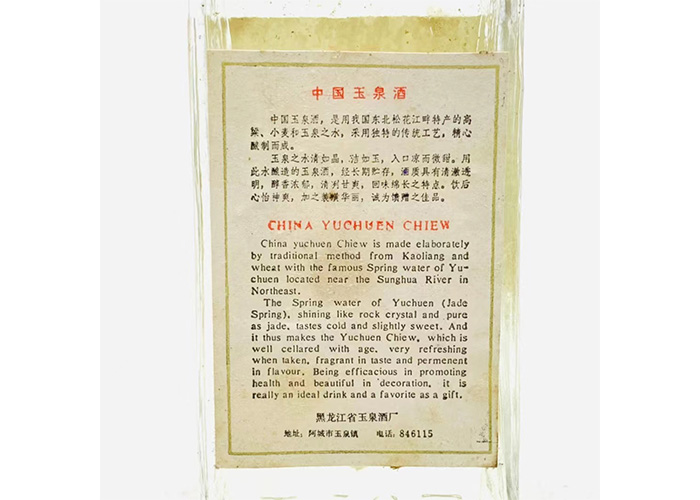 中国玉泉酒
中国玉泉酒，是用我国东北松花江畔特产的高
粱、小麦和玉泉之水，采用独特的传统工艺，精心
酿制而成。
玉泉之水清如晶，洁如玉，入口凉而微甜。用
此水酿造的玉泉酒，经长期贮存，酒质具有清澈透
明，醇香浓郁，清冽甘爽，回味绵长之特点。饮后
心怡神爽，加之装璜华丽，诚为馈赠之佳品。
CHINA YUCHUEN CHIEW
China yuchuen Chiew is made elaborately
by traditional method from Kaoliang and
wheat with the famous Spring water of Yu-
chuen located near the Sunghua River in
Northeast.
The Spring water of Yuchuen (Jade
Spring), shining like rock crystal and pure
as jade, tastes cold and slightly sweet. And
it thus makes the Yuchuen Chiew, which is
well cellared with age, very refreshing
when taken, fragrant in taste and permenent
in flavour. Being efficacious in promoting
health and beautiful in decoration, it is
really an ideal drink and a favorite as a gift.
黑龙江省玉泉酒厂
地址：阿城市玉泉镇 电话：846115